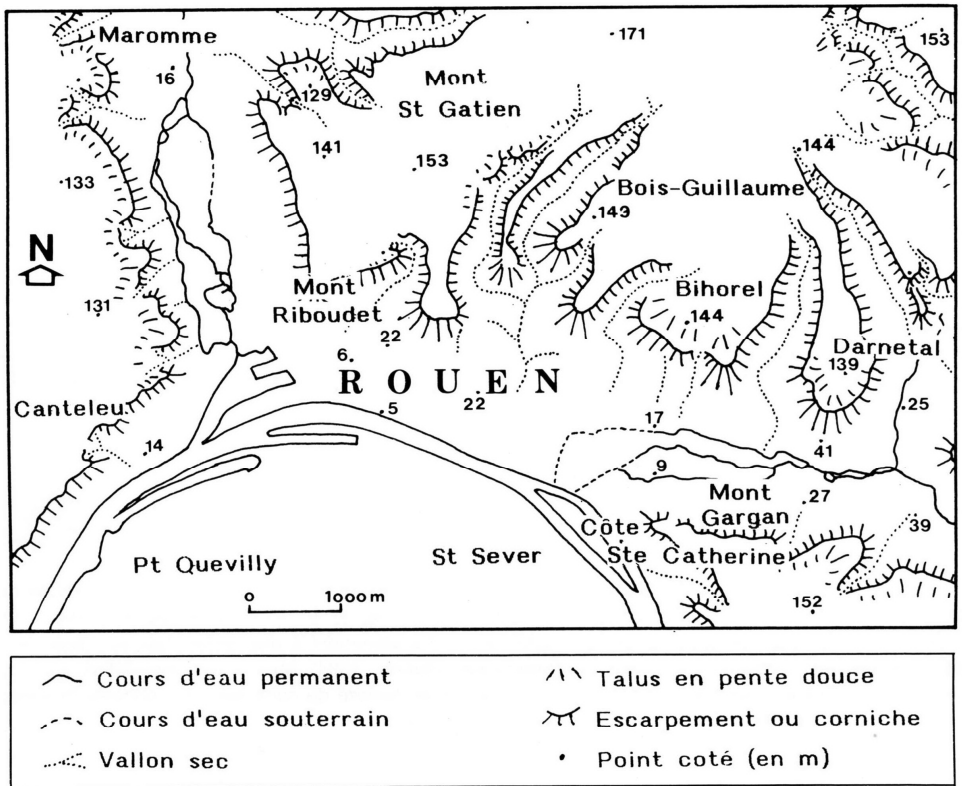 Maromme
171
153
16
Mont
St Gatien
129
141
153
144
133
Bois-Guillaume
143
N
Mont
Riboudet
Bihorel
131
144
22
Darnetal
6
139
ROUEN
Canteleu
5
22
25
14
17
41
9
Mont
Gargan
27
Côte
Ste Catherine
39
Pt Quevilly
St Sever
0 1000m
152
Cours d'eau permanent
Cours d'eau souterrain
Vallon sec
Talus en pente douce
Escarpement ou corniche
Point coté (en m)